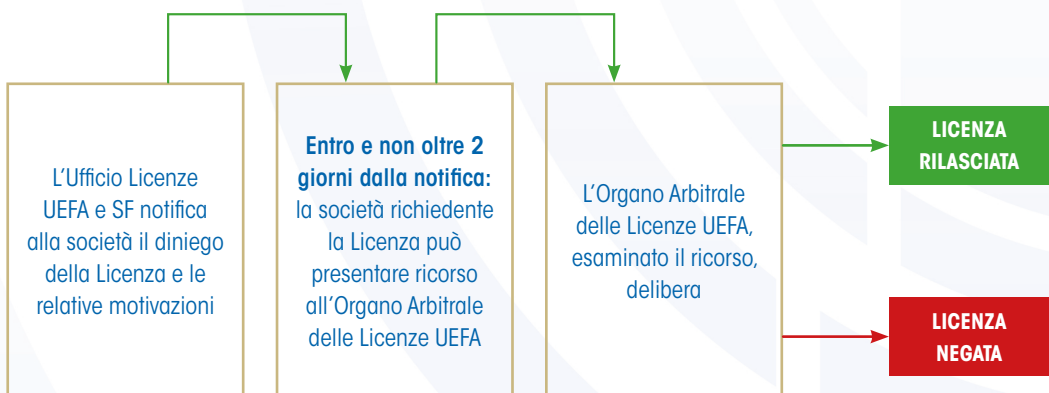 L'Ufficio Licenze
UEFA e SF notifica
alla società il diniego
della Licenza e le
relative motivazioni
Entro e non oltre 2
giorni dalla notifica:
la società richiedente
la Licenza può
presentare ricorso
all'Organo Arbitrale
delle Licenze UEFA
L'Organo Arbitrale
delle Licenze UEFA,
esaminato il ricorso,
delibera
LICENZA
RILASCIATA
LICENZA
NEGATA